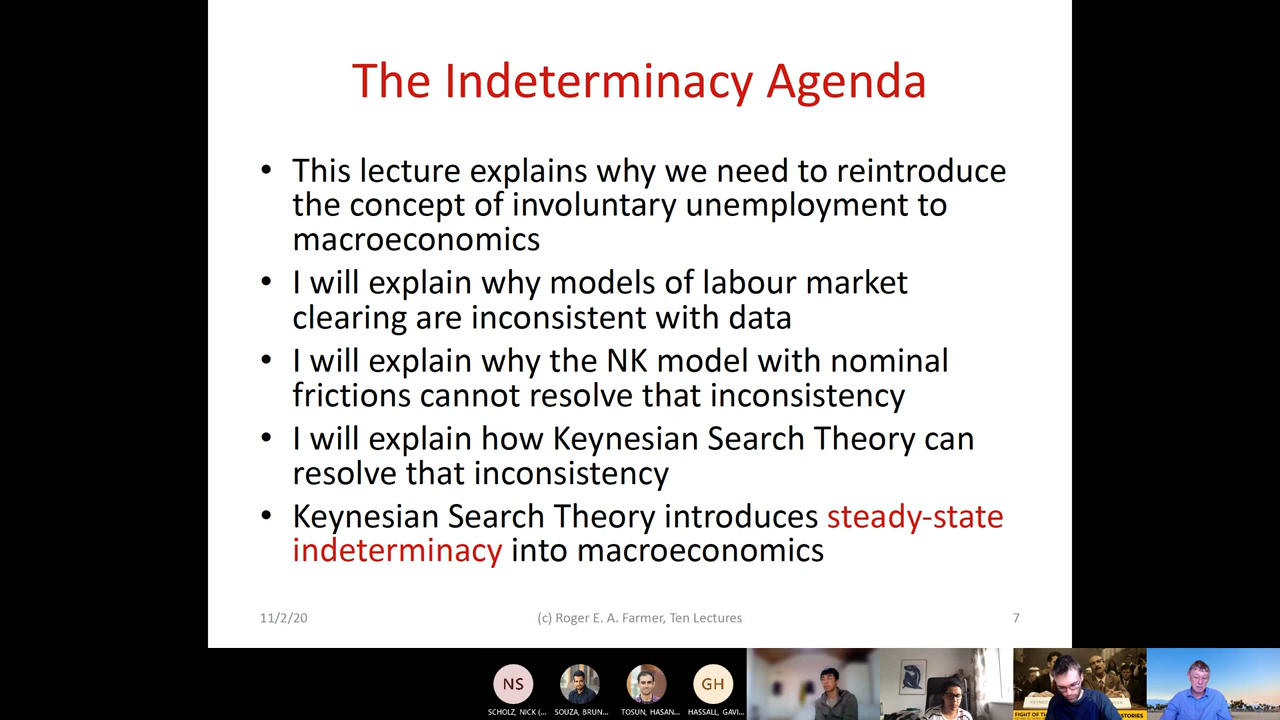 The Indeterminacy Agenda
• This lecture explains why we need to reintroduce
the concept of involuntary unemployment to
macroeconomics
• I will explain why models of labour market
clearing are inconsistent with data
• I will explain why the NK model with nominal
frictions cannot resolve that inconsistency
• I will explain how Keynesian Search Theory can
resolve that inconsistency
• Keynesian Search Theory introduces steady-state
indeterminacy into macroeconomics
11/2/20
(c) Roger E. A. Farmer, Ten Lectures
7
NS
GH
SCHOLZ, NICK (...
SOUZA, BRUN...
TOSUN, HASAN...
HASSALL, GAVI...
FIGHT OF TH
STORIES